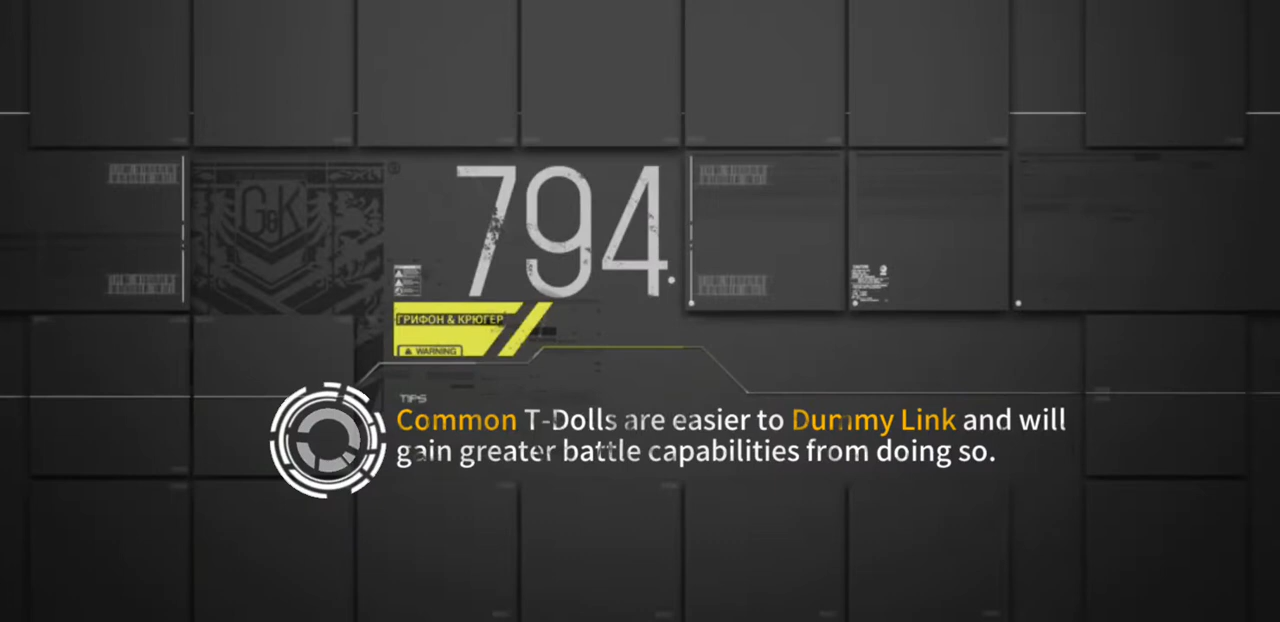 G&K
794.
ГРИФОН & КРЮГЕР
WARNING
TIPS
Common T-Dolls are easier to Dummy Link and will
gain greater battle capabilities from doing so.